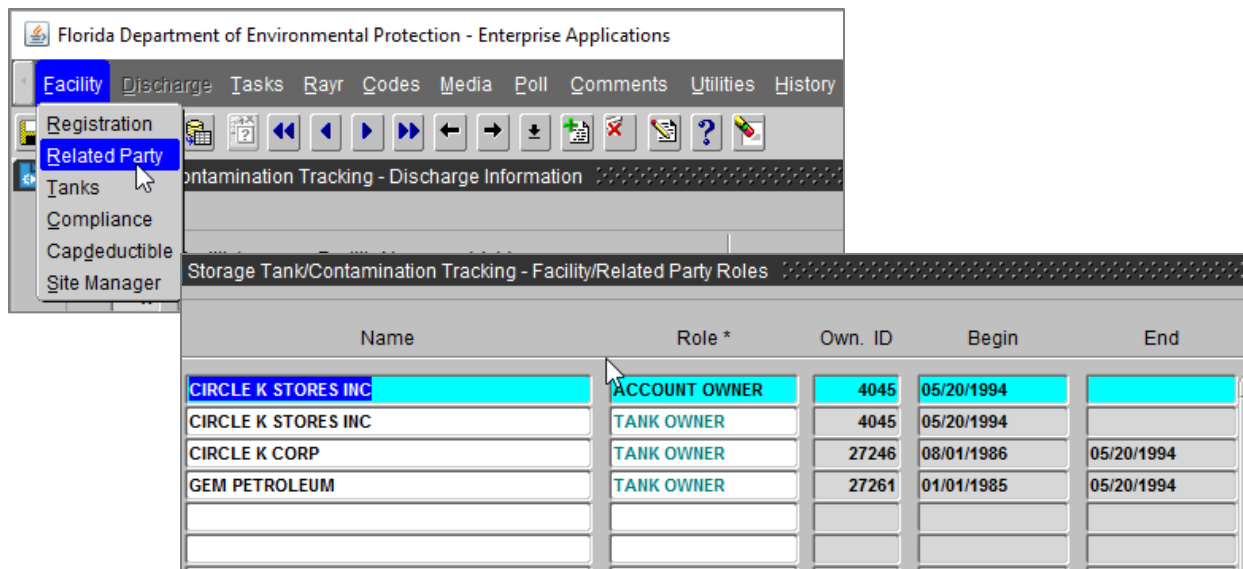 Florida Department of Environmental Protection - Enterprise Applications
Facility Discharge Tasks Rayr Codes Media Poll Comments Utilities History
Registration
Related Party
ontamination Tracking - Discharge Information
Tanks
Compliance
Capdeductible
Site Manager
Storage Tank/Contamination Tracking - Facility/Related Party Roles
Name Role * Own. ID Begin End
CIRCLE K STORES INC ACCOUNT OWNER 4045 05/20/1994
CIRCLE K STORES INC TANK OWNER 4045 05/20/1994
CIRCLE K CORP TANK OWNER 27246 08/01/1986 05/20/1994
GEM PETROLEUM TANK OWNER 27261 01/01/1985 05/20/1994